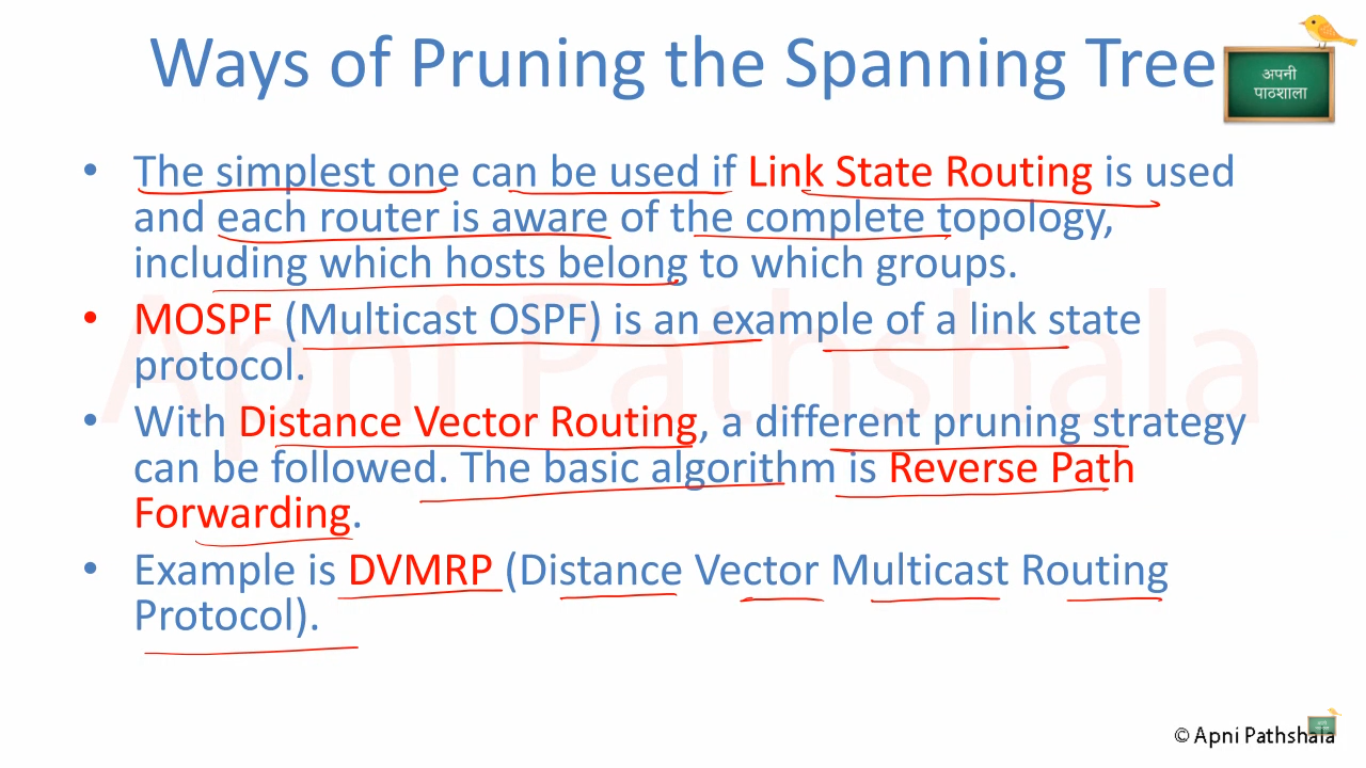 Ways of Pruning the Spanning Tree
अपनी
पाठशाला
• The simplest one can be used if Link State Routing is used
and each router is aware of the complete topology,
including which hosts belong to which groups.
• MOSPF (Multicast OSPF) is an example of a link state
protocol.
• With Distance Vector Routing, a different pruning strategy
can be followed. The basic algorithm is Reverse Path
Forwarding.
• Example is DVMRP (Distance Vector Multicast Routing
Protocol).
Apni Pathshala
© Apni Pathshala